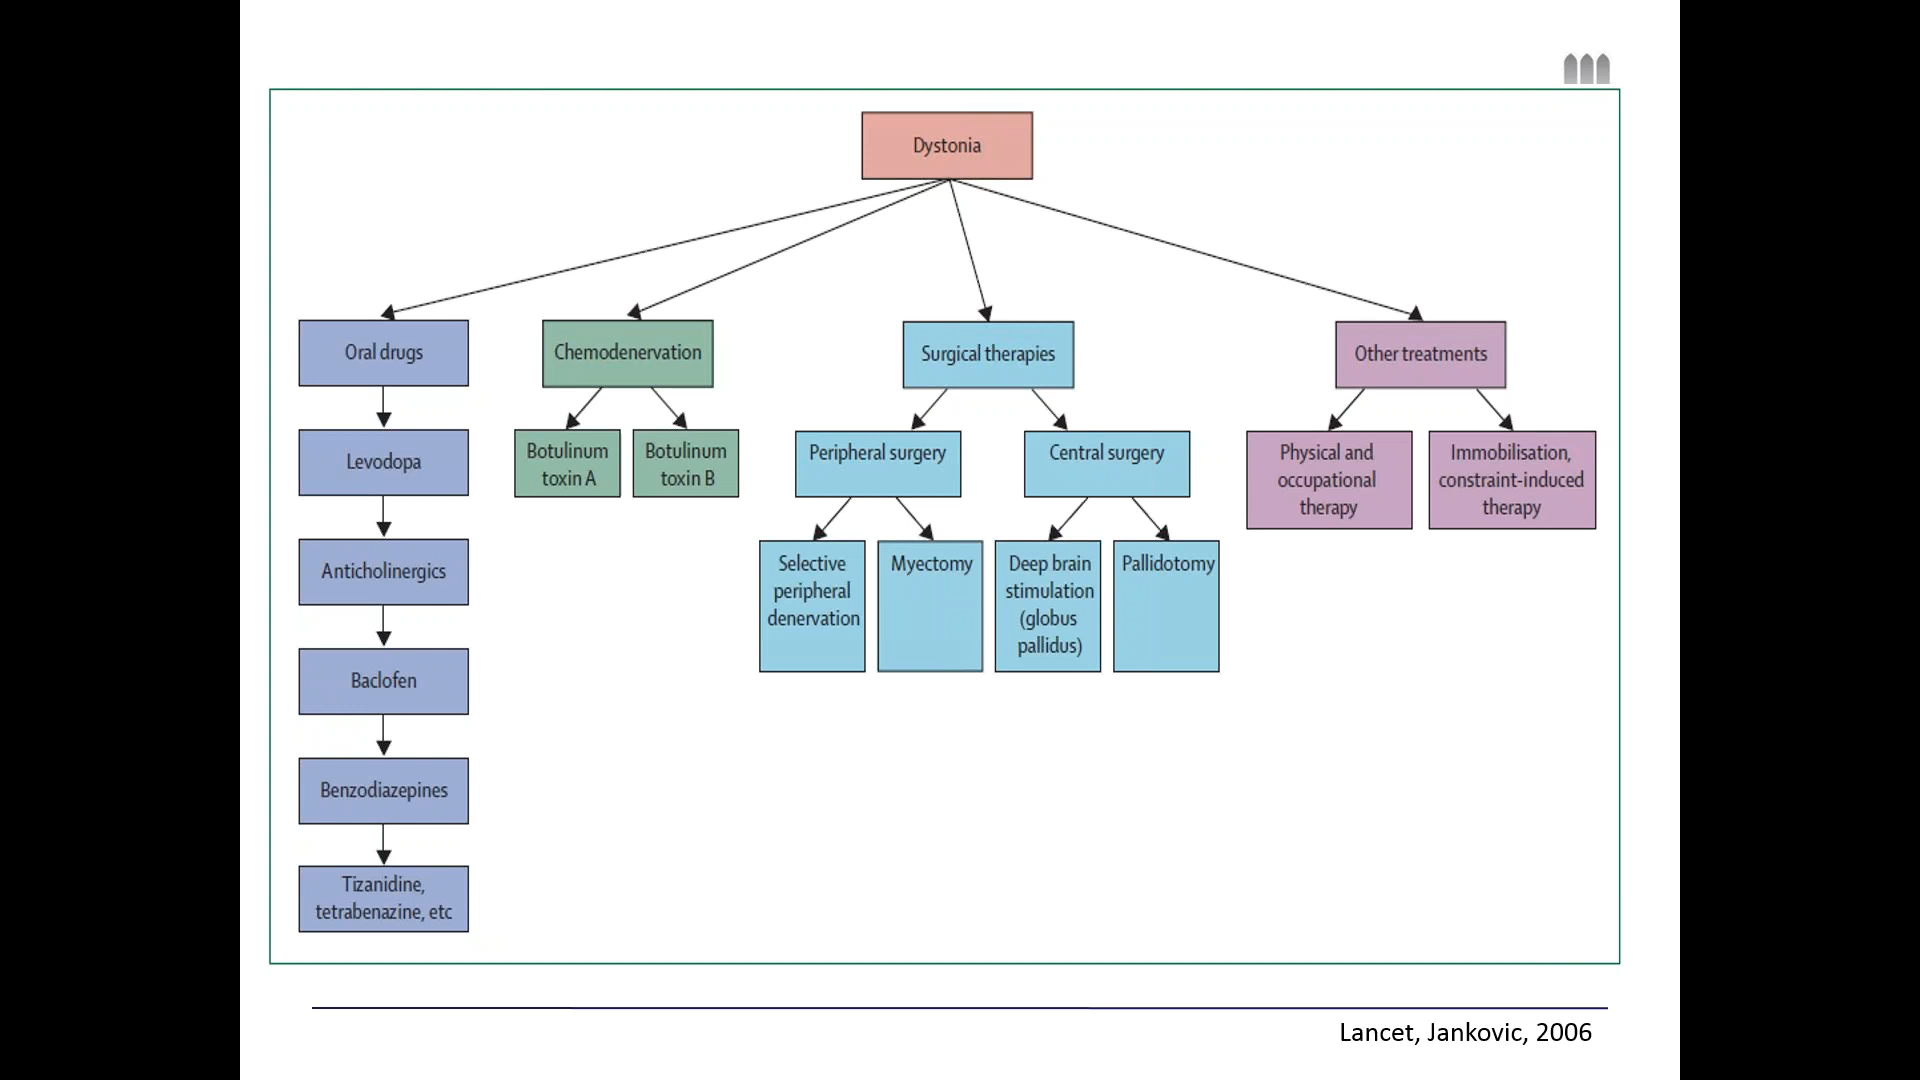 Dystonia
Oral drugs
Chemodenervation
Surgical therapies
Other treatments
Levodopa
Botulinum
toxin A
Botulinum
toxin B
Peripheral surgery
Central surgery
Physical and
occupational
therapy
Immobilisation,
constraint-induced
therapy
Anticholinergics
Selective
peripheral
denervation
Myectomy
Deep brain
stimulation
(globus
pallidus)
Pallidotomy
Baclofen
Benzodiazepines
Tizanidine,
tetrabenazine, etc
Lancet, Jankovic, 2006